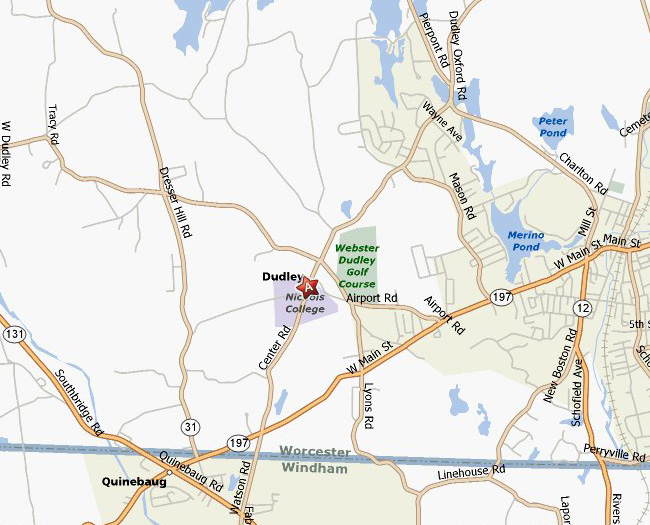 Pierpont Rd
Dudley Oxford Rd
Tracy Rd
W Dudley Rd
Wayne Ave
Peter
Pond
Charlton Rd
Dresser Hill Rd
Mason Rd
Mill St
Merino
Pond
W Main St
Main St
Webster
Dudley
Golf
Course
Dudley
A
Nichols
College
Airport Rd
Airport Rd
197
12
5th S
131
Center Rd
W Main St
New Boston Rd
Schofield Ave
Southbridge Rd
Lyons Rd
31
197
Worcester
Windham
Perryville Rd
Quinebaug Rd
Linehouse Rd
Quinebaug
Watson Rd
Fab
Lapor
Rivers